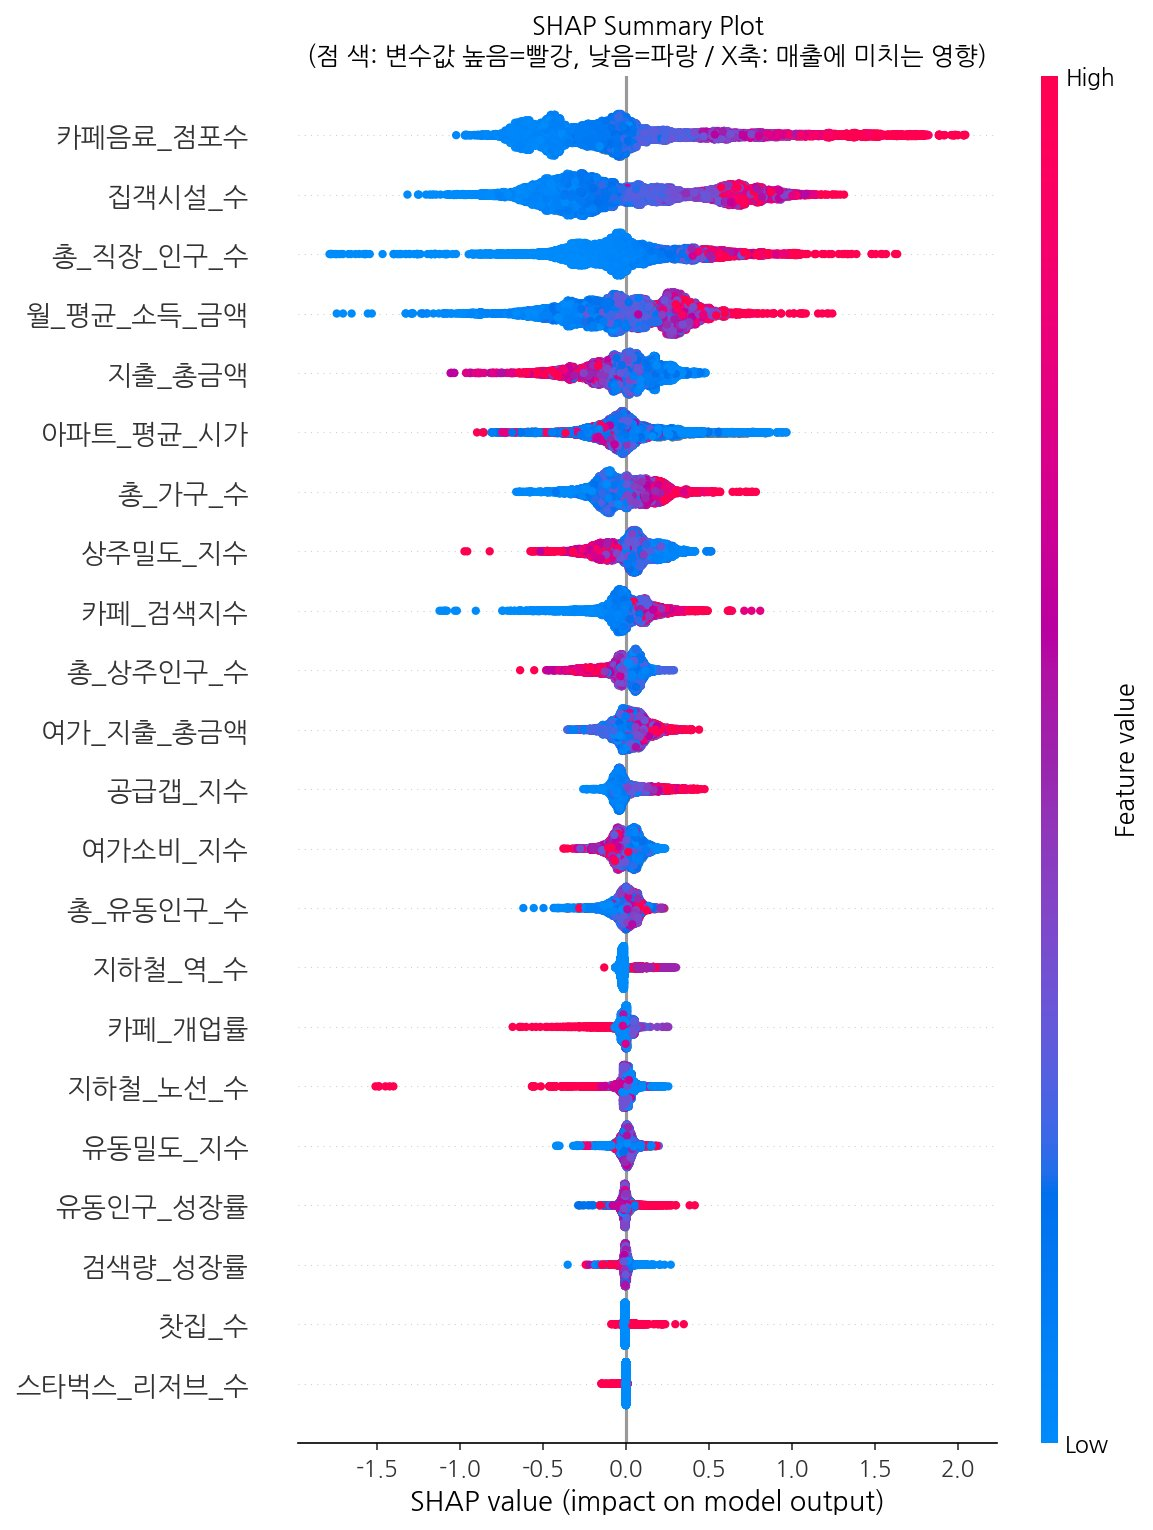 SHAP Summary Plot
(점 색: 변수값 높음=빨강, 낮음=파랑 / X축: 매출에 미치는 영향)
High
카페음료_점포수
집객시설_수
총_직장_인구_수
월_평균_소득_금액
지출_총금액
아파트_평균_시가
총_가구_수
상주밀도_지수
카페_검색지수
총_상주인구_수
여가_지출_총금액
공급갭_지수
여가소비_지수
총_유동인구_수
지하철_역_수
카페_개업률
지하철_노선_수
유동밀도_지수
유동인구_성장률
검색량_성장률
찻집_수
스타벅스_리저브_수
Feature value
Low
-1.5 -1.0 -0.5 0.0 0.5 1.0 1.5 2.0
SHAP value (impact on model output)